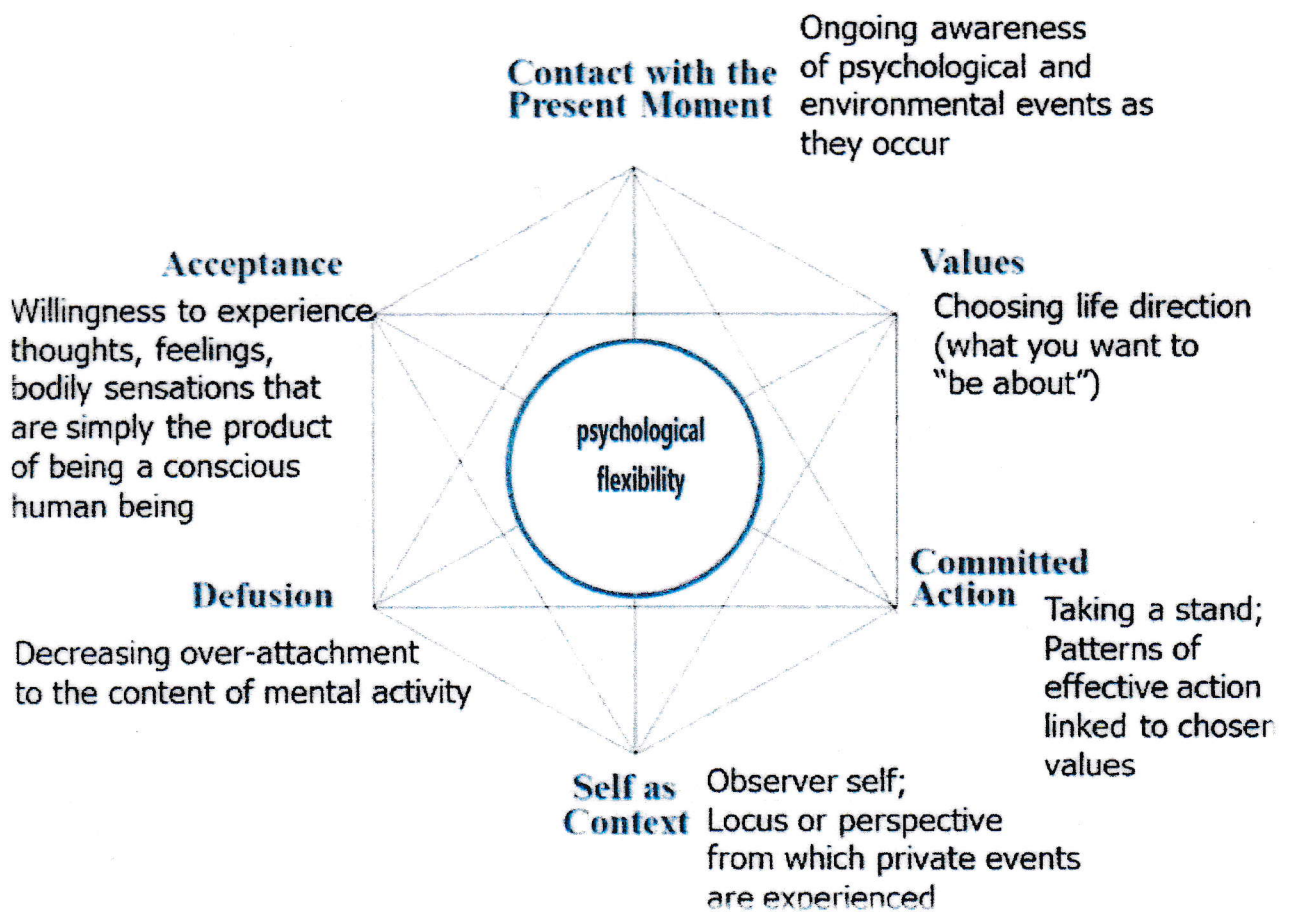 Contact with the
Present Moment
Ongoing awareness
of psychological and
environmental events as
they occur
Acceptance
Willingness to experience
thoughts, feelings,
bodily sensations that
are simply the product
of being a conscious
human being
Values
Choosing life direction
(what you want to
“be about”)
psychological
flexibility
Defusion
Decreasing over-attachment
to the content of mental activity
Committed
Action
Taking a stand;
Patterns of
effective action
linked to chosen
values
Self as
Context
Observer self;
Locus or perspective
from which private events
are experienced